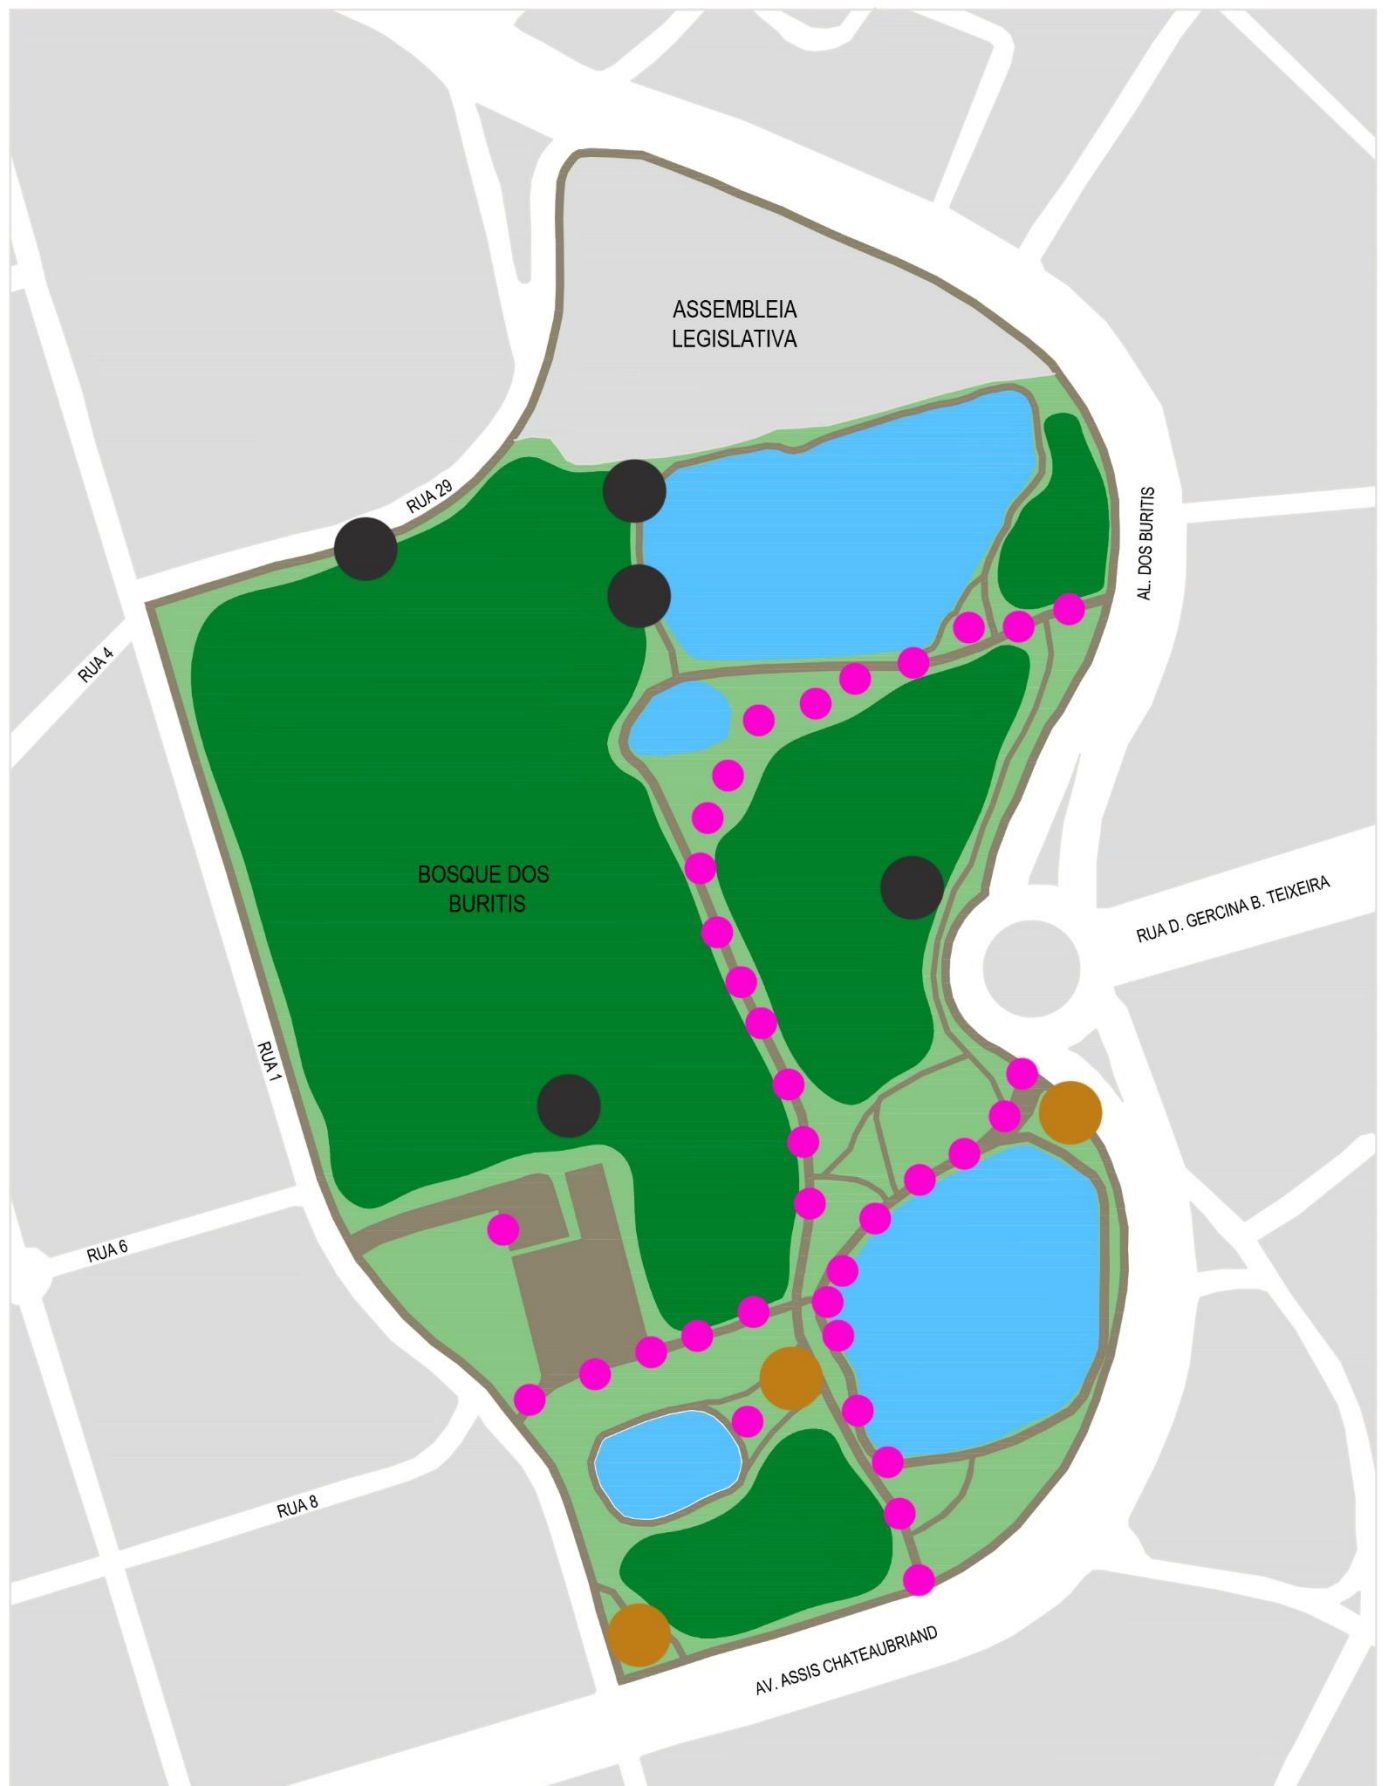 ASSEMBLEIA
LEGISLATIVA
RUA 29
AL. DOS BURITIS
RUA 4
BOSQUE DOS
BURITIS
RUA D. GERCINA B. TEIXEIRA
RUA 1
RUA 6
RUA 8
AV. ASSIS CHATEAUBRIAND